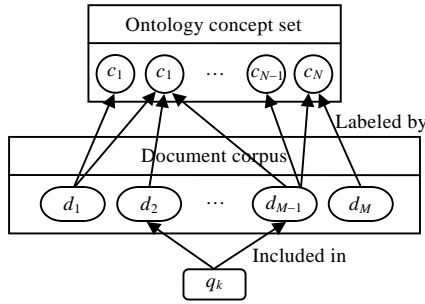 Ontology concept set
c1 c1 ... cN−1 cN
Labeled by
Document corpus
d1 d2 ... dM−1 dM
Included in
qk